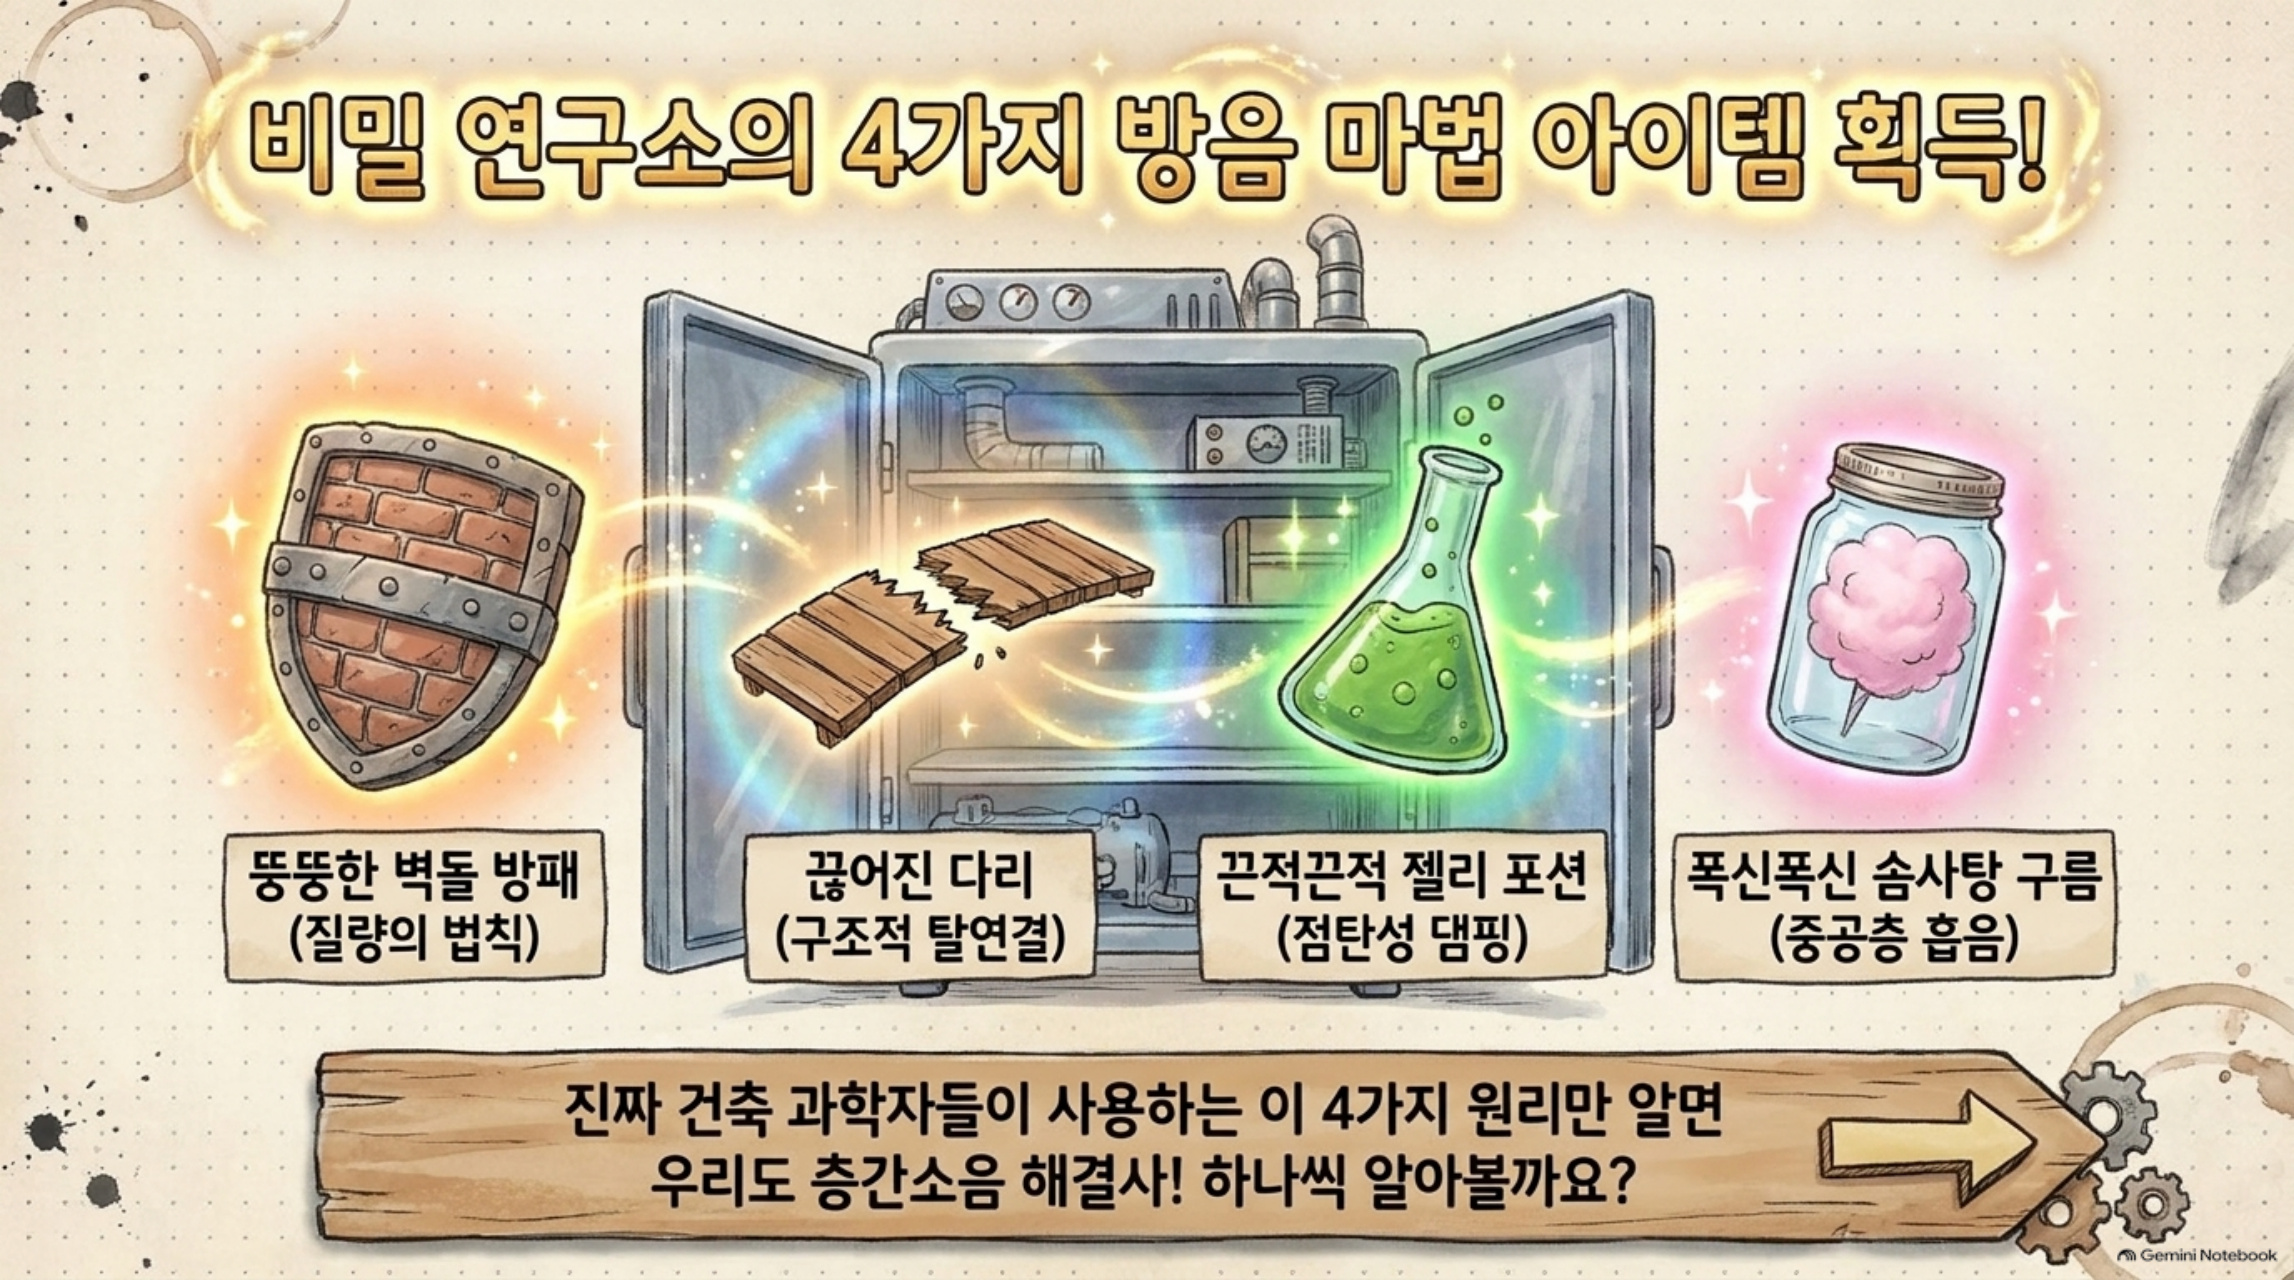 비밀 연구소의 4가지 방음 마법 아이템 획득!
뚱뚱한 벽돌 방패
(질량의 법칙)
끊어진 다리
(구조적 탈연결)
끈적끈적 젤리 포션
(점탄성 댐핑)
폭신폭신 솜사탕 구름
(중공층 흡음)
진짜 건축 과학자들이 사용하는 이 4가지 원리만 알면
우리도 층간소음 해결사! 하나씩 알아볼까요?
Gemini Notebook